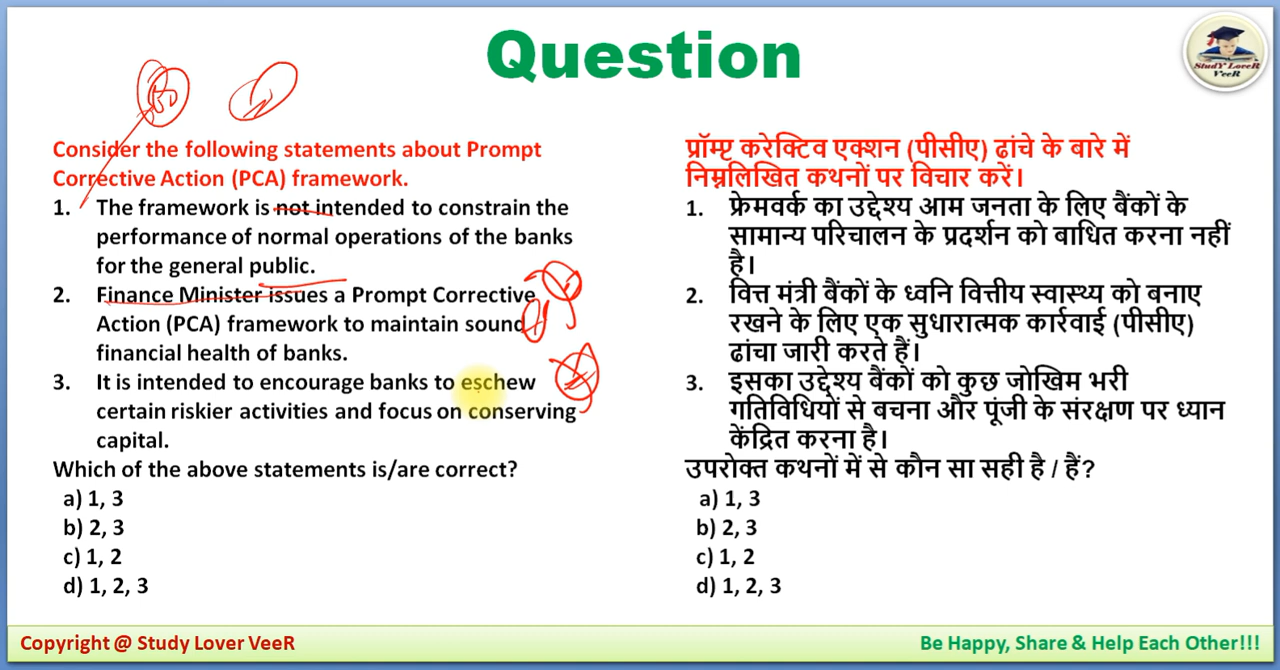 Question
StudY LoveR
VeeR
Consider the following statements about Prompt
Corrective Action (PCA) framework.
1. The framework is not intended to constrain the
performance of normal operations of the banks
for the general public.
2. Finance Minister issues a Prompt Corrective
Action (PCA) framework to maintain sound
financial health of banks.
3. It is intended to encourage banks to eschew
certain riskier activities and focus on conserving
capital.
Which of the above statements is/are correct?
a) 1, 3
b) 2, 3
c) 1, 2
d) 1, 2, 3
प्रॉम्प्ट करेक्टिव एक्शन (पीसीए) ढांचे के बारे में
निम्नलिखित कथनों पर विचार करें।
1. फ्रेमवर्क का उद्देश्य आम जनता के लिए बैंकों के
सामान्य परिचालन के प्रदर्शन को बाधित करना नहीं
है।
2. वित्त मंत्री बैंकों के ध्वनि वित्तीय स्वास्थ्य को बनाए
रखने के लिए एक सुधारात्मक कार्रवाई (पीसीए)
ढांचा जारी करते हैं।
3. इसका उद्देश्य बैंकों को कुछ जोखिम भरी
गतिविधियों से बचना और पूंजी के संरक्षण पर ध्यान
केंद्रित करना है।
उपरोक्त कथनों में से कौन सा सही है / हैं?
a) 1, 3
b) 2, 3
c) 1, 2
d) 1, 2, 3
Copyright @ Study Lover VeeR
Be Happy, Share & Help Each Other!!!